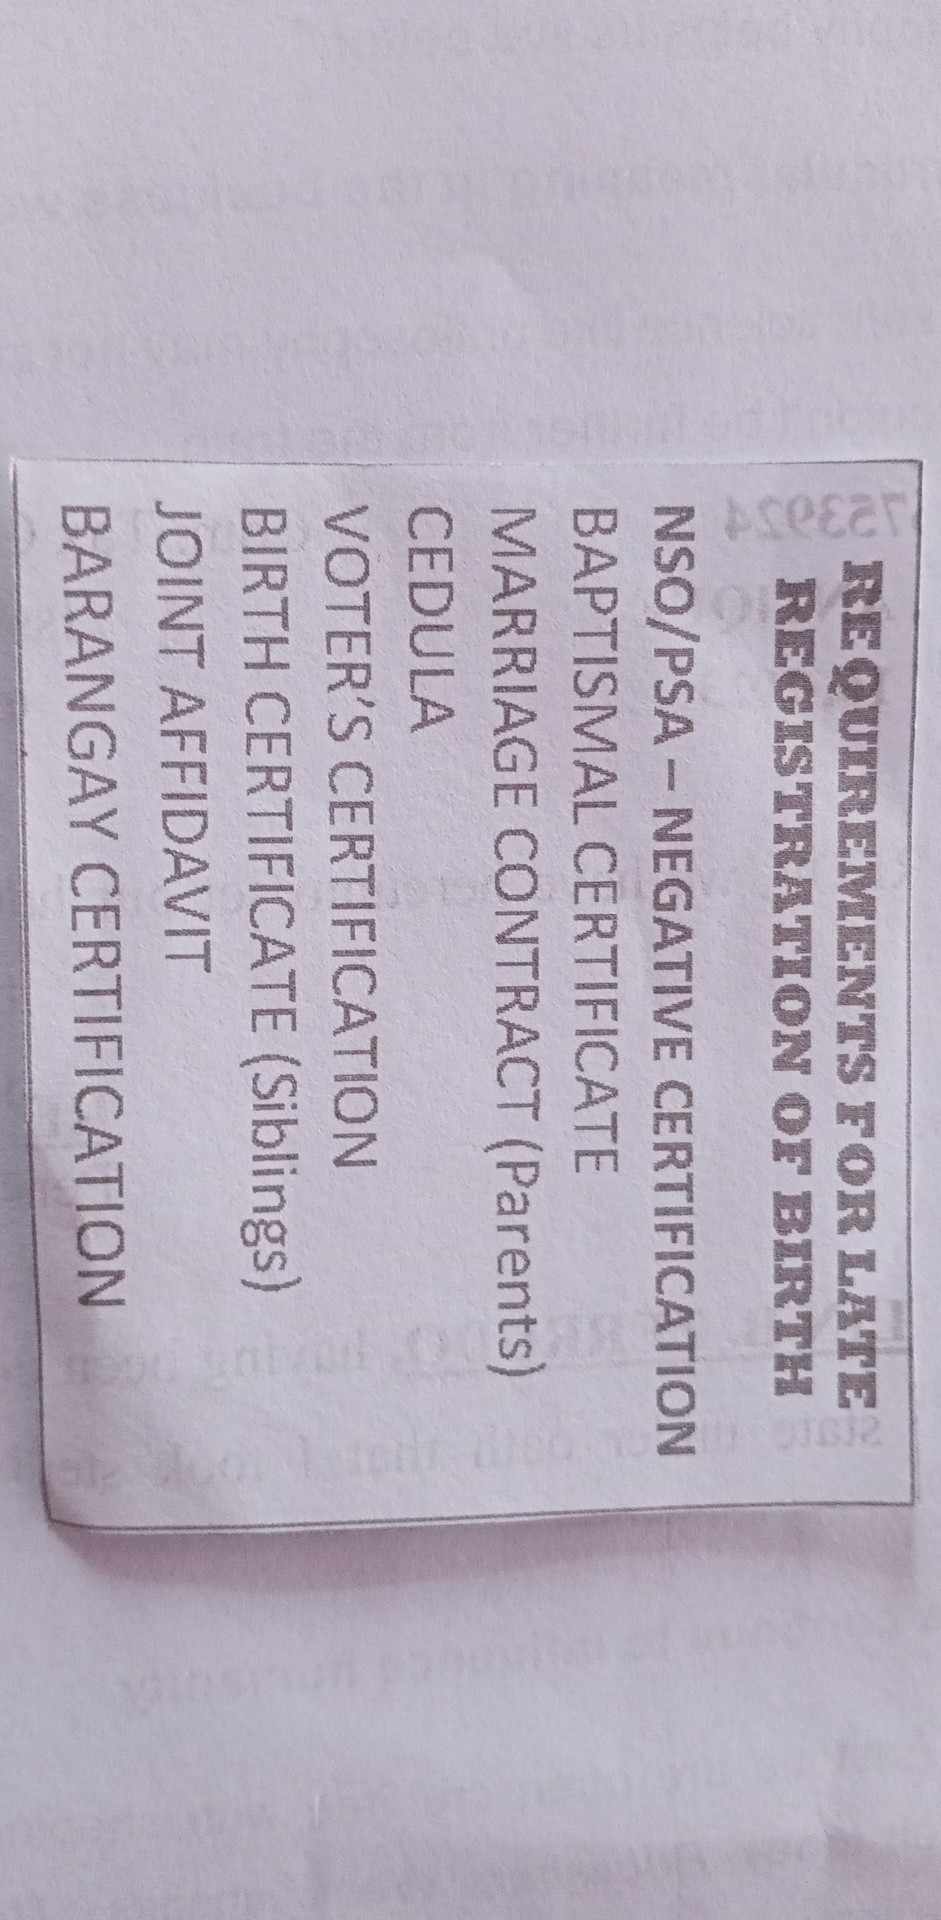 REQUIREMENTS FOR LATE
REGISTRATION OF BIRTH
NSO/PSA – NEGATIVE CERTIFICATION
BAPTISMAL CERTIFICATE
MARRIAGE CONTRACT (Parents)
CEDULA
VOTER'S CERTIFICATION
BIRTH CERTIFICATE (Siblings)
JOINT AFFIDAVIT
BARANGAY CERTIFICATION